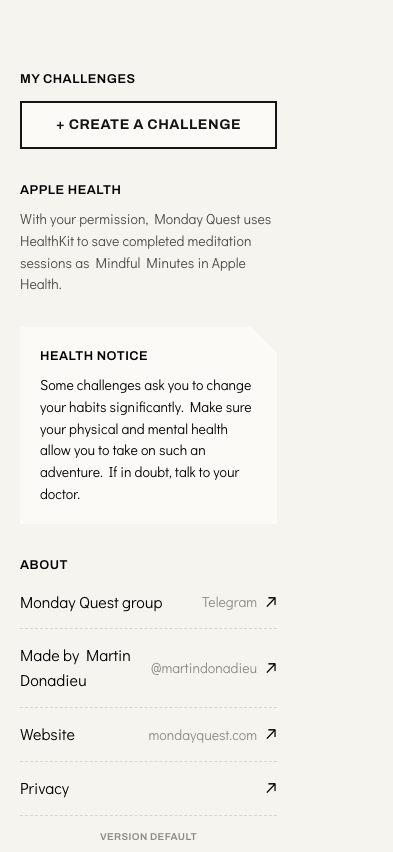 MY CHALLENGES
+ CREATE A CHALLENGE
APPLE HEALTH
With your permission, Monday Quest uses
HealthKit to save completed meditation
sessions as Mindful Minutes in Apple
Health.
HEALTH NOTICE
Some challenges ask you to change
your habits significantly. Make sure
your physical and mental health
allow you to take on such an
adventure. If in doubt, talk to your
doctor.
ABOUT
Monday Quest group Telegram
Made by Martin
Donadieu
@martindonadieu
Website mondayquest.com
Privacy
VERSION DEFAULT